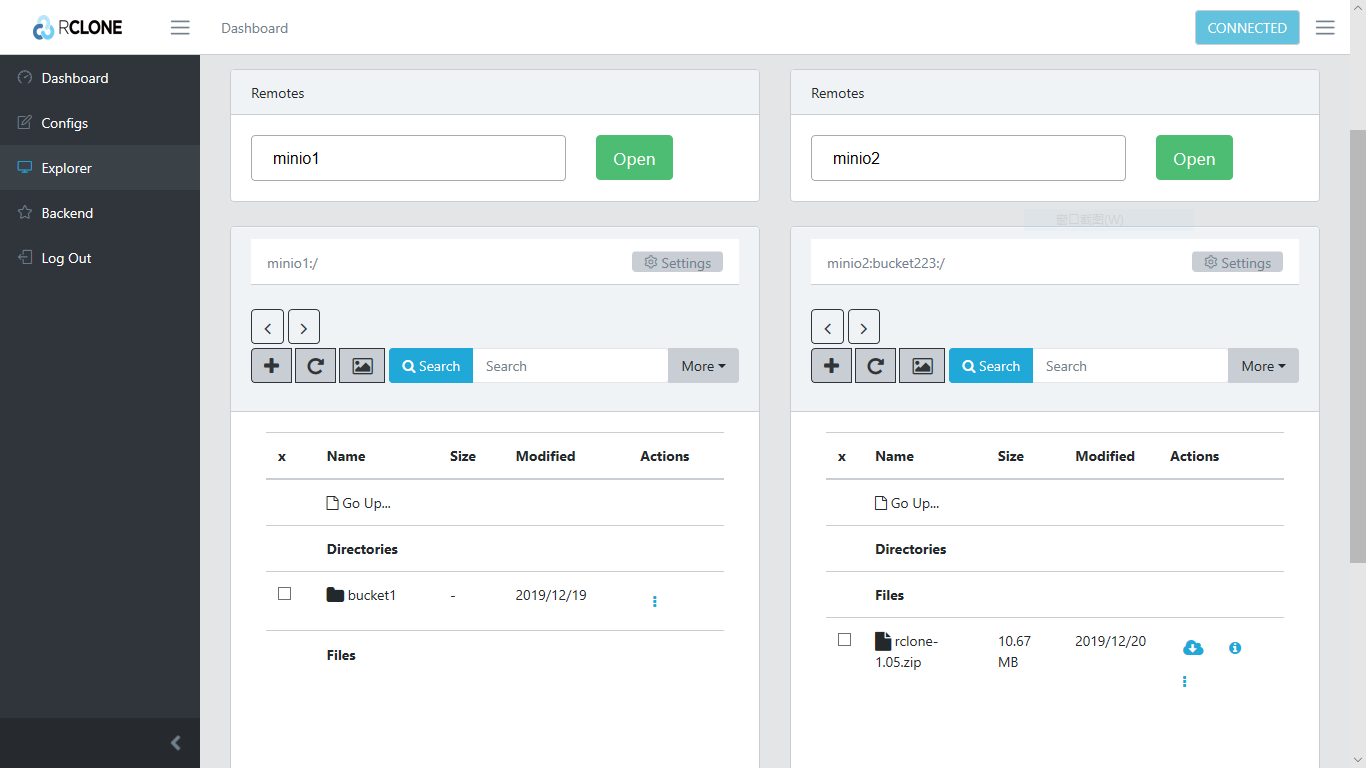 RCLONE
Dashboard
CONNECTED
Dashboard
Configs
Explorer
Backend
Log Out
Remotes
minio1
Open
minio1:/
Settings
Search
Search
More
x Name Size Modified Actions
Go Up...
Directories
bucket1 - 2019/12/19
Files
Remotes
minio2
Open
窗口截图(W)
minio2:bucket223:/
Settings
Search
Search
More
x Name Size Modified Actions
Go Up...
Directories
Files
rclone- 10.67 2019/12/20
1.05.zip MB